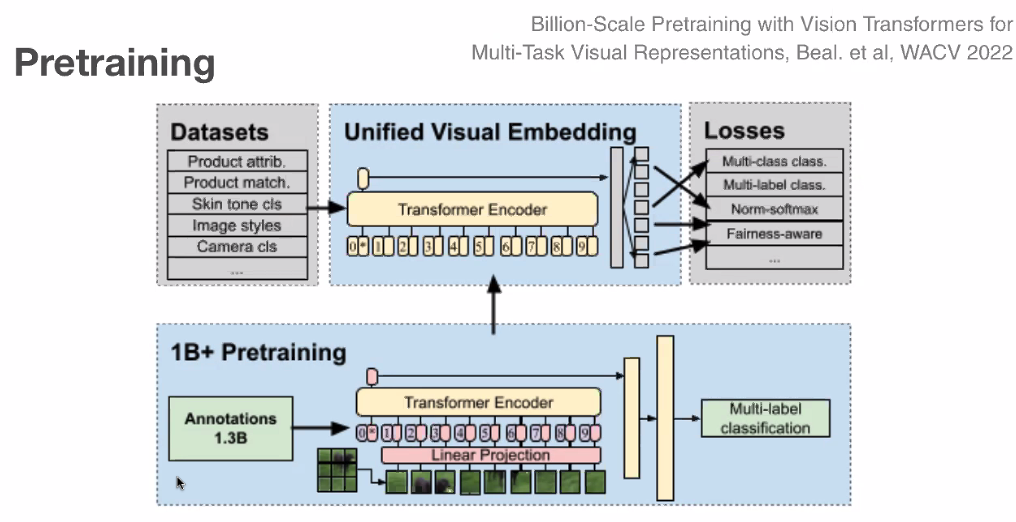 Billion-Scale Pretraining with Vision Transformers for
Multi-Task Visual Representations, Beal. et al, WACV 2022
Pretraining
Datasets
Product attrib.
Product match.
Skin tone cls
Image styles
Camera cls
...
Unified Visual Embedding
Transformer Encoder
0* 1 2 3 4 5 6 7 8 9
Losses
Multi-class class.
Multi-label class.
Norm-softmax
Fairness-aware
...
1B+ Pretraining
Annotations
1.3B
Transformer Encoder
0* 1 2 3 4 5 6 7 8 9
Linear Projection
Multi-label
classification